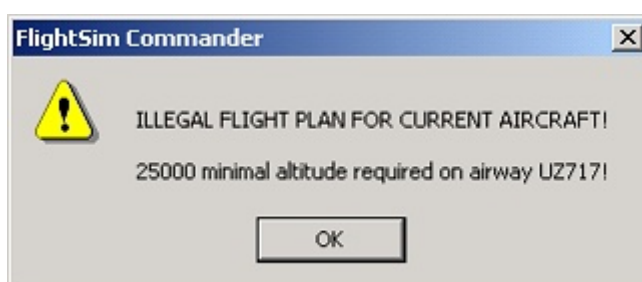 FlightSim Commander
ILLEGAL FLIGHT PLAN FOR CURRENT AIRCRAFT!
25000 minimal altitude required on airway UZ717!
OK